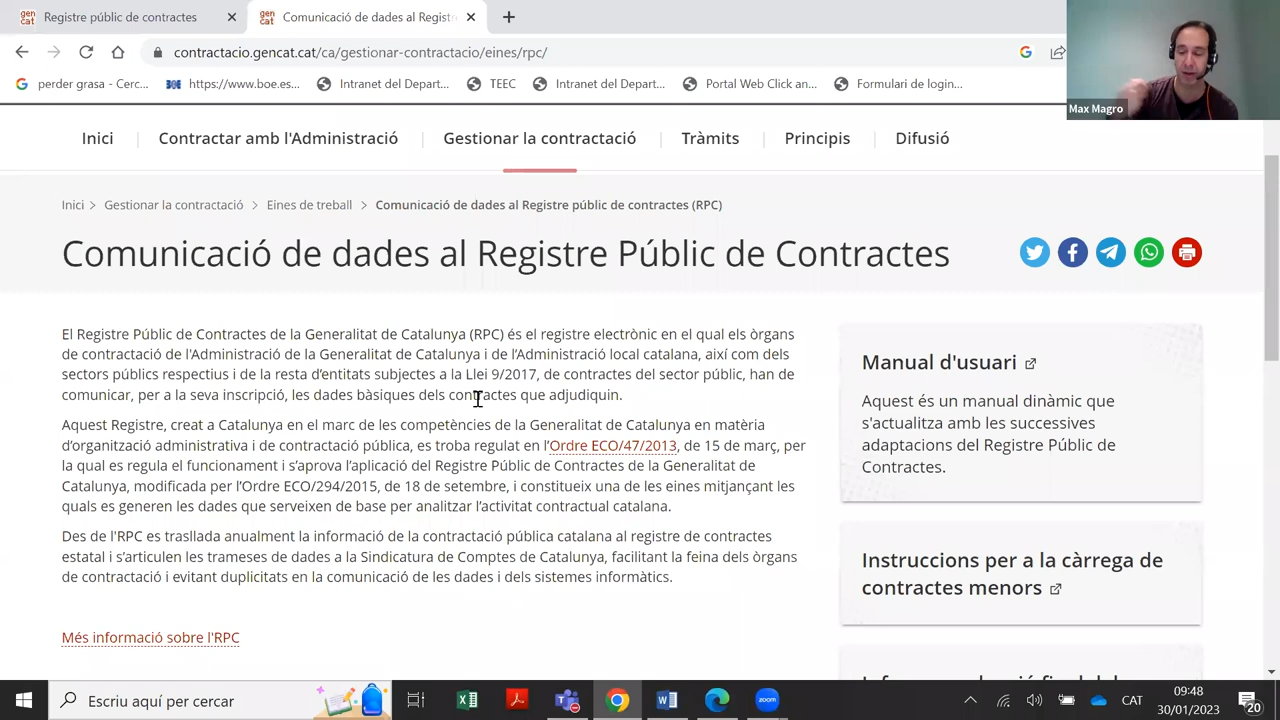 gen
cat
Registre públic de contractes
gen
cat
Comunicació de dades al Registr
contractacio.gencat.cat/ca/gestionar-contractacio/eines/rpc/
perder grasa - Cerc...
https://www.boe.es...
Intranet del Depart...
TEEC
Intranet del Depart...
Portal Web Click an...
Formulari de login...
Max Magro
Inici
Contractar amb l'Administració
Gestionar la contractació
Tràmits
Principis
Difusió
Inici > Gestionar la contractació > Eines de treball > Comunicació de dades al Registre públic de contractes (RPC)
Comunicació de dades al Registre Públic de Contractes
El Registre Públic de Contractes de la Generalitat de Catalunya (RPC) és el registre electrònic en el qual els òrgans
de contractació de l'Administració de la Generalitat de Catalunya i de l’Administració local catalana, així com dels
sectors públics respectius i de la resta d’entitats subjectes a la Llei 9/2017, de contractes del sector públic, han de
comunicar, per a la seva inscripció, les dades bàsiques dels contractes que adjudiquin.
Aquest Registre, creat a Catalunya en el marc de les competències de la Generalitat de Catalunya en matèria
d’organització administrativa i de contractació pública, es troba regulat en l’Ordre ECO/47/2013, de 15 de març, per
la qual es regula el funcionament i s’aprova l’aplicació del Registre Públic de Contractes de la Generalitat de
Catalunya, modificada per l’Ordre ECO/294/2015, de 18 de setembre, i constitueix una de les eines mitjançant les
quals es generen les dades que serveixen de base per analitzar l’activitat contractual catalana.
Des de l'RPC es trasllada anualment la informació de la contractació pública catalana al registre de contractes
estatal i s’articulen les trameses de dades a la Sindicatura de Comptes de Catalunya, facilitant la feina dels òrgans
de contractació i evitant duplicitats en la comunicació de les dades i dels sistemes informàtics.
Més informació sobre l'RPC
Manual d'usuari
Aquest és un manual dinàmic que
s'actualitza amb les successives
adaptacions del Registre Públic de
Contractes.
Instruccions per a la càrrega de
contractes menors
Escriu aquí per cercar
zoom
CAT
09:48
30/01/2023
20